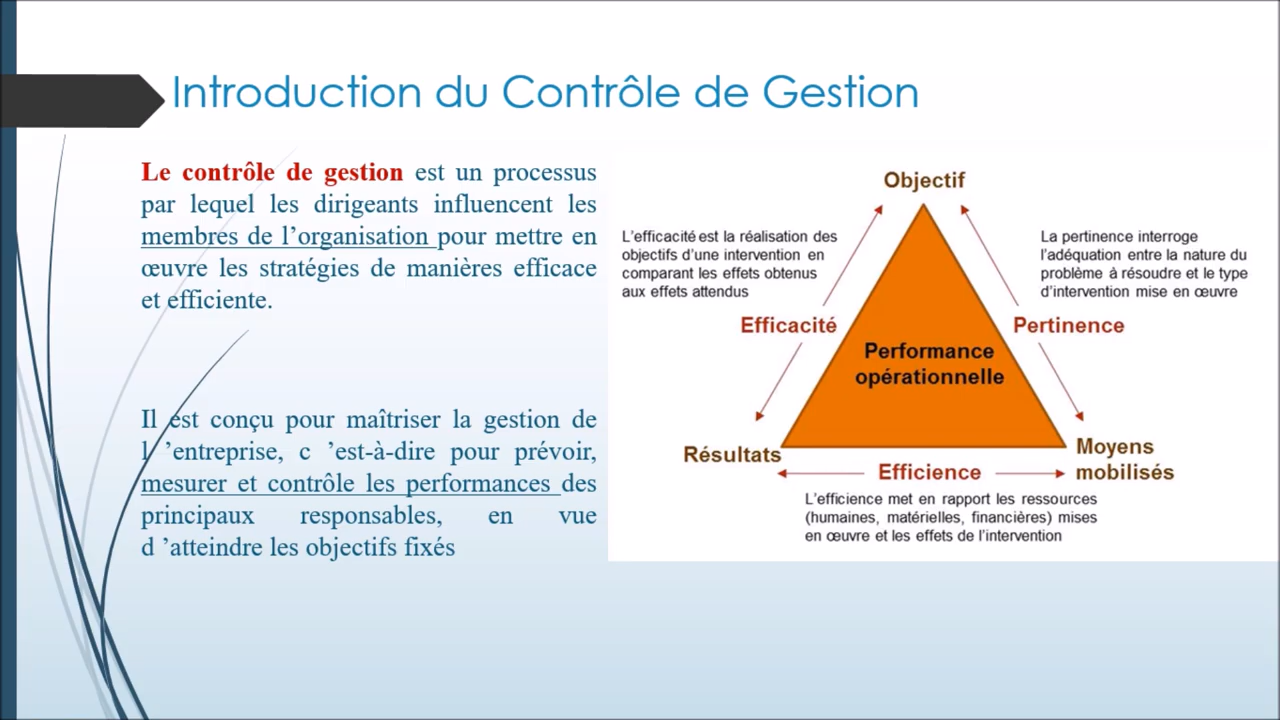 Introduction du Contrôle de Gestion
Le contrôle de gestion est un processus
par lequel les dirigeants influencent les
membres de l’organisation pour mettre en
œuvre les stratégies de manières efficace
et efficiente.
Il est conçu pour maîtriser la gestion de
l ’entreprise, c ’est-à-dire pour prévoir,
mesurer et contrôle les performances des
principaux responsables, en vue
d ’atteindre les objectifs fixés
Objectif
L’efficacité est la réalisation des
objectifs d’une intervention en
comparant les effets obtenus
aux effets attendus
La pertinence interroge
l’adéquation entre la nature du
problème à résoudre et le type
d’intervention mise en œuvre
Efficacité
Pertinence
Performance
opérationnelle
Résultats
Moyens
mobilisés
Efficience
L’efficience met en rapport les ressources
(humaines, matérielles, financières) mises
en œuvre et les effets de l’intervention